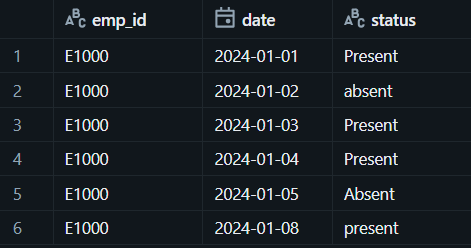 ABC emp_id date ABC status
1 E1000 2024-01-01 Present
2 E1000 2024-01-02 absent
3 E1000 2024-01-03 Present
4 E1000 2024-01-04 Present
5 E1000 2024-01-05 Absent
6 E1000 2024-01-08 present